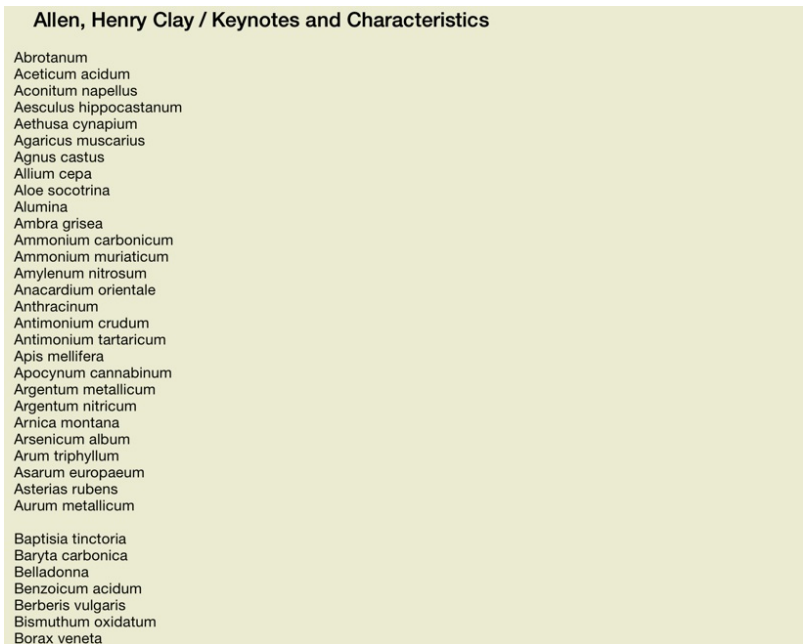 Allen, Henry Clay / Keynotes and Characteristics
Abrotanum
Aceticum acidum
Aconitum napellus
Aesculus hippocastanum
Aethusa cynapium
Agaricus muscarius
Agnus castus
Allium cepa
Aloe socotrina
Alumina
Ambra grisea
Ammonium carbonicum
Ammonium muriaticum
Amylenum nitrosum
Anacardium orientale
Anthracinum
Antimonium crudum
Antimonium tartaricum
Apis mellifera
Apocynum cannabinum
Argentum metallicum
Argentum nitricum
Arnica montana
Arsenicum album
Arum triphyllum
Asarum europaeum
Asterias rubens
Aurum metallicum
Baptisia tinctoria
Baryta carbonica
Belladonna
Benzoicum acidum
Berberis vulgaris
Bismuthum oxidatum
Borax veneta